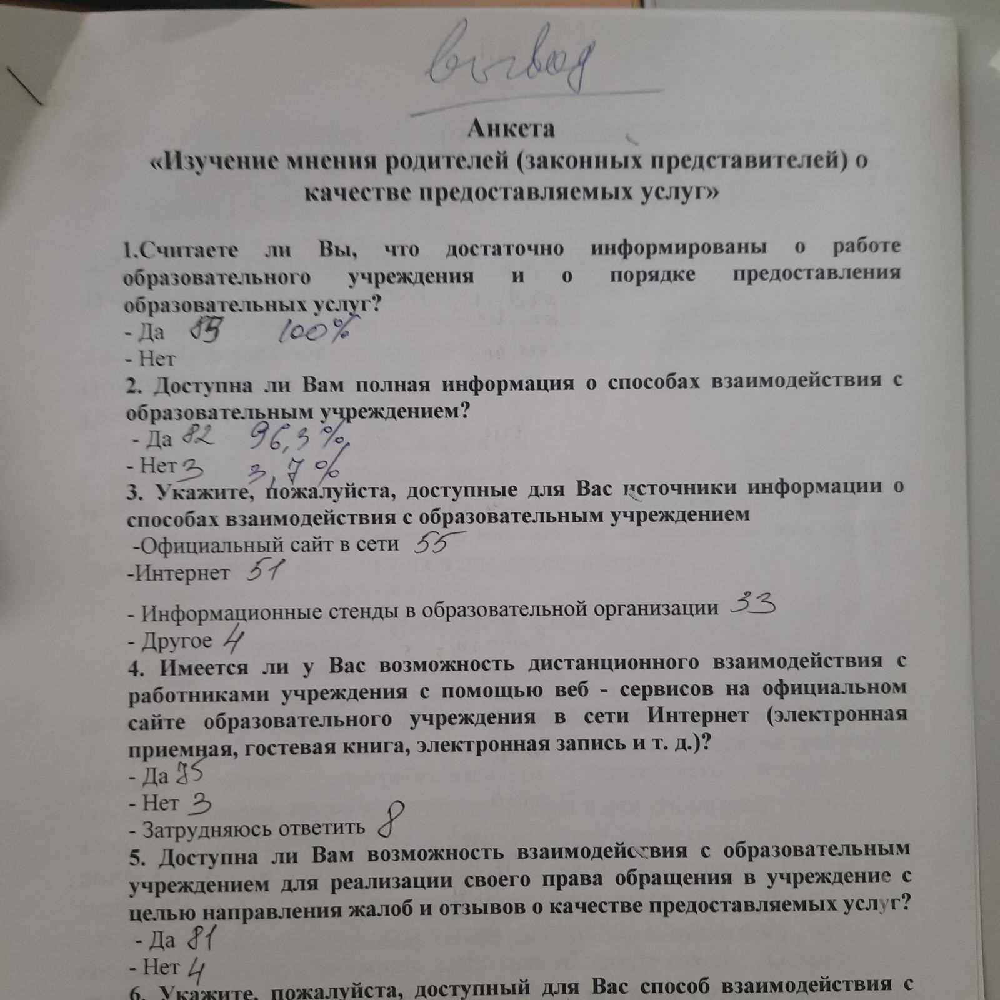 вывод
Анкета
«Изучение мнения родителей (законных представителей) о
качестве предоставляемых услуг»
1.Считаете ли Вы, что достаточно информированы о работе
образовательного учреждения и о порядке предоставления
образовательных услуг?
- Да 100%
- Нет
2. Доступна ли Вам полная информация о способах взаимодействия с
образовательным учреждением?
- Да 82 96,3%
- Нет 3 3,7%
3. Укажите, пожалуйста, доступные для Вас источники информации о
способах взаимодействия с образовательным учреждением
-Официальный сайт в сети 55
-Интернет 51
- Информационные стенды в образовательной организации 33
- Другое 4
4. Имеется ли у Вас возможность дистанционного взаимодействия с
работниками учреждения с помощью веб - сервисов на официальном
сайте образовательного учреждения в сети Интернет (электронная
приемная, гостевая книга, электронная запись и т. д.)?
- Да 75
- Нет 3
- Затрудняюсь ответить 8
5. Доступна ли Вам возможность взаимодействия с образовательным
учреждением для реализации своего права обращения в учреждение с
целью направления жалоб и отзывов о качестве предоставляемых услуг?
- Да 81
- Нет 4
6. Укажите, пожалуйста, доступный для Вас способ взаимодействия с